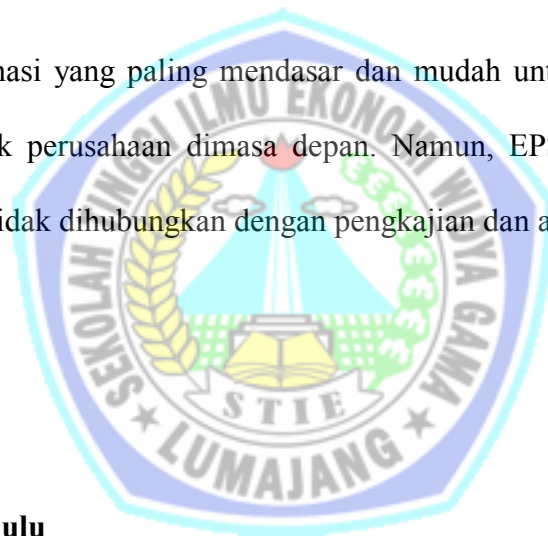 nasi yang paling mendasar dan mudah unt
k perusahaan dimasa depan. Namun, EP
idak dihubungkan dengan pengkajian dan a
SEKOLAH TINGGI ILMU EKONOMI WIDYA GAMA
STIE
★ LUMAJANG ★
ulu